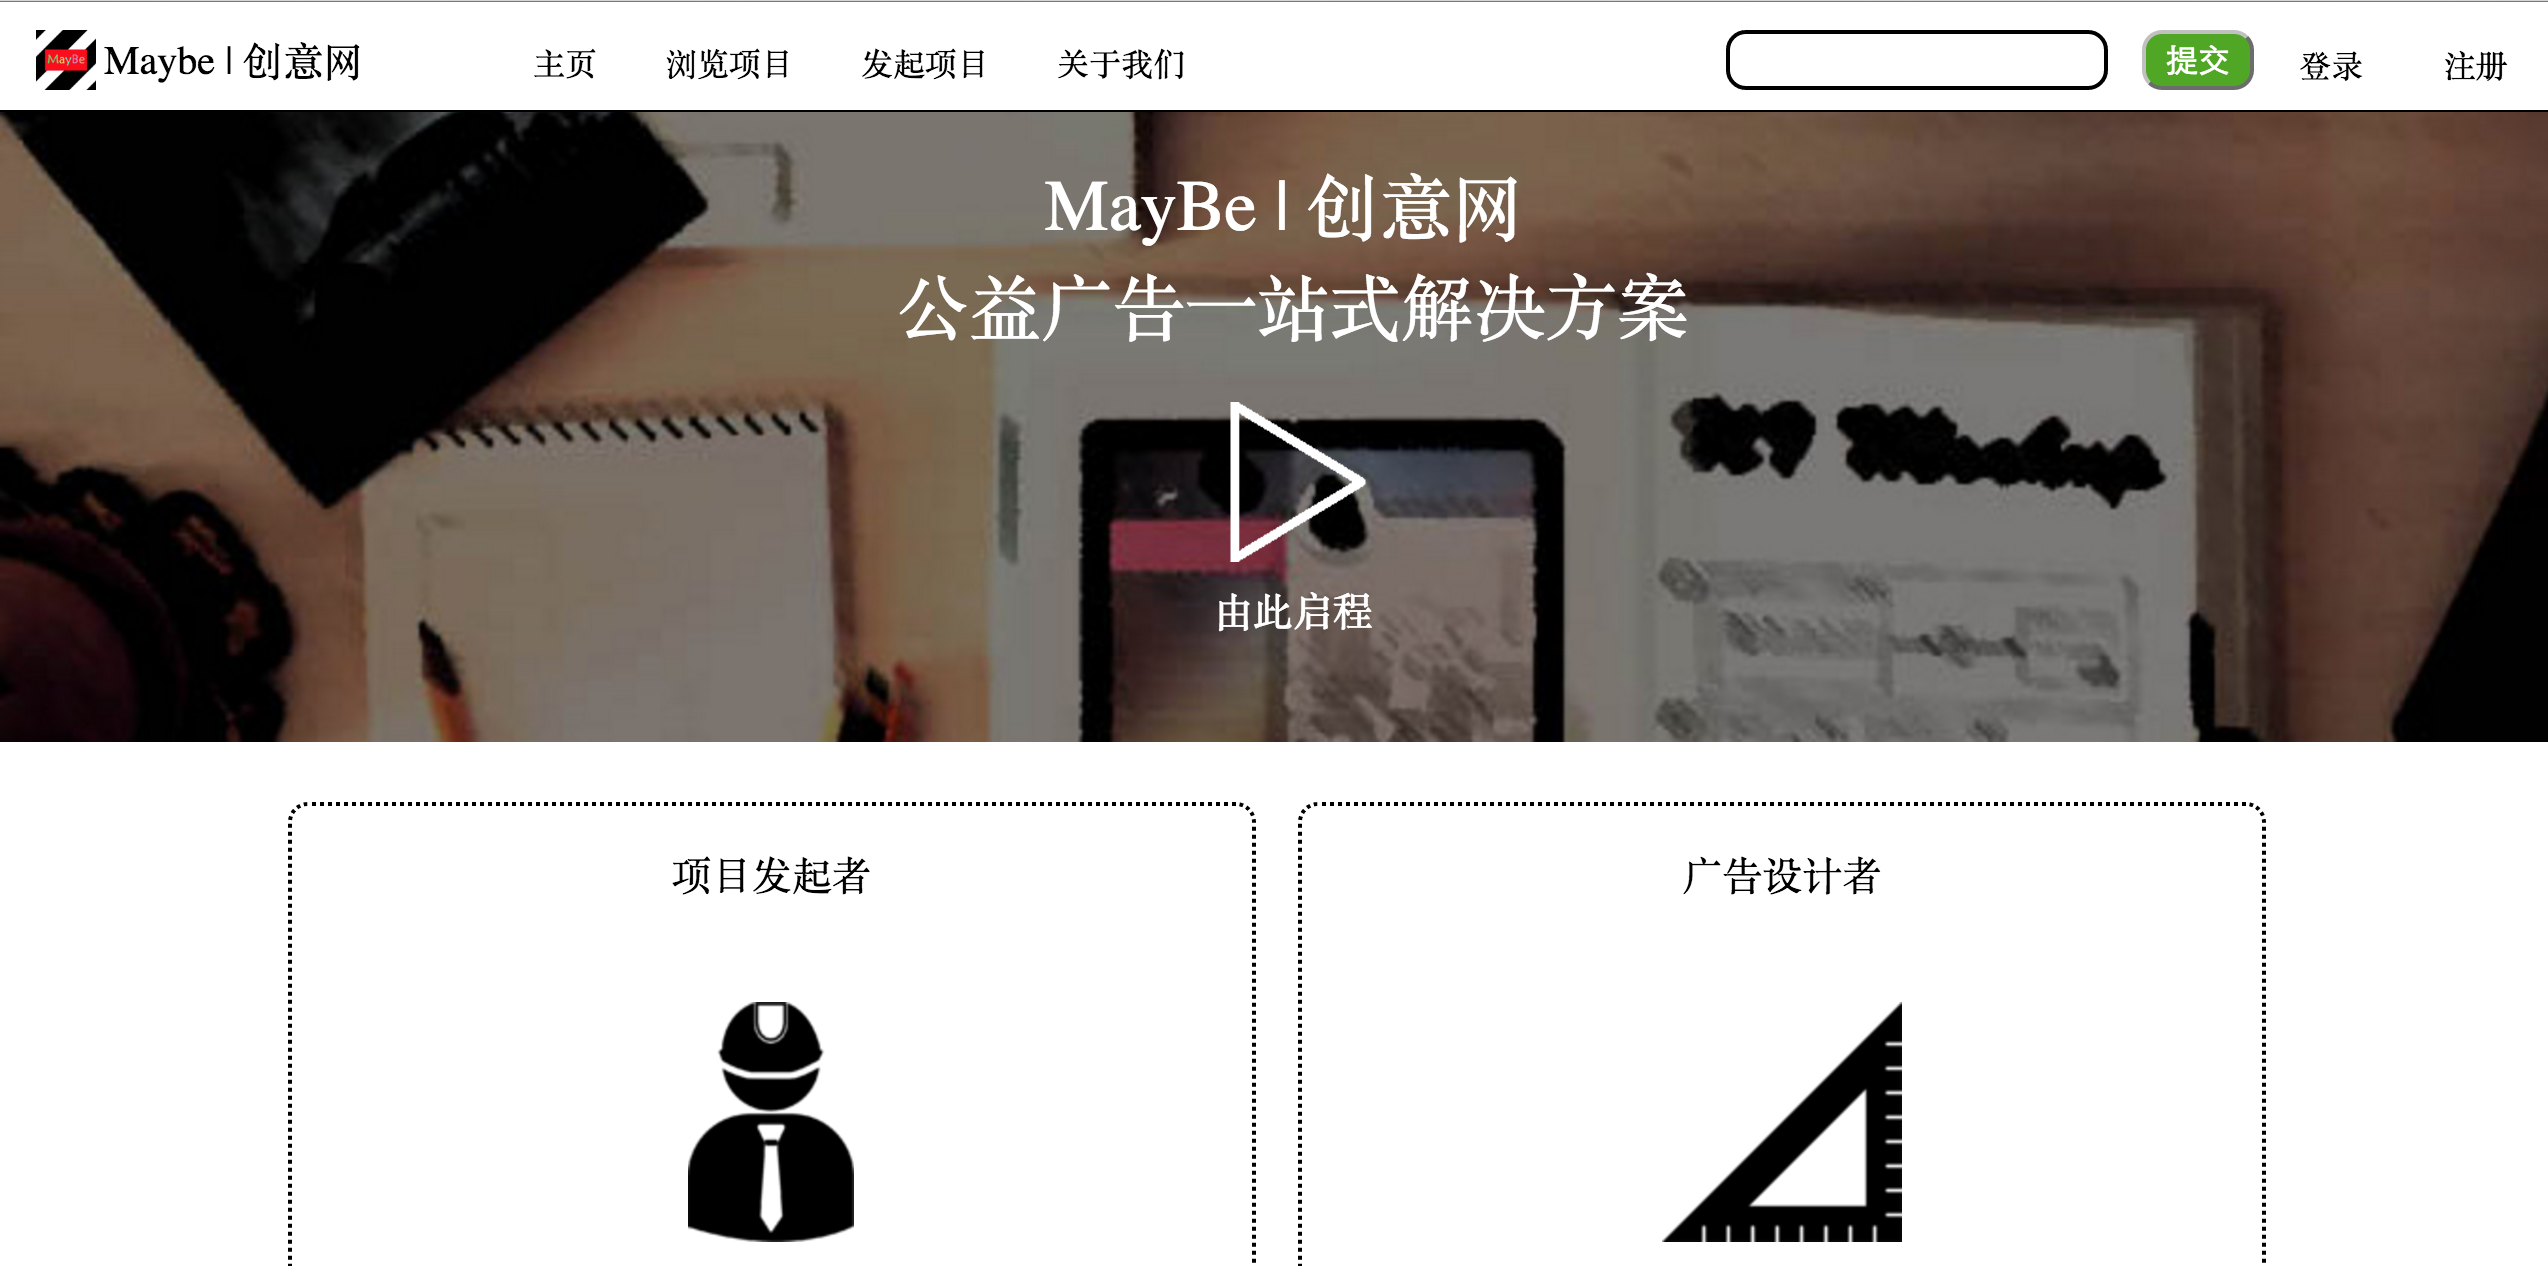 MayBe
Maybe | 创意网
主页
浏览项目
发起项目
关于我们
提交
登录
注册
MayBe | 创意网
公益广告一站式解决方案
由此启程
项目发起者
广告设计者